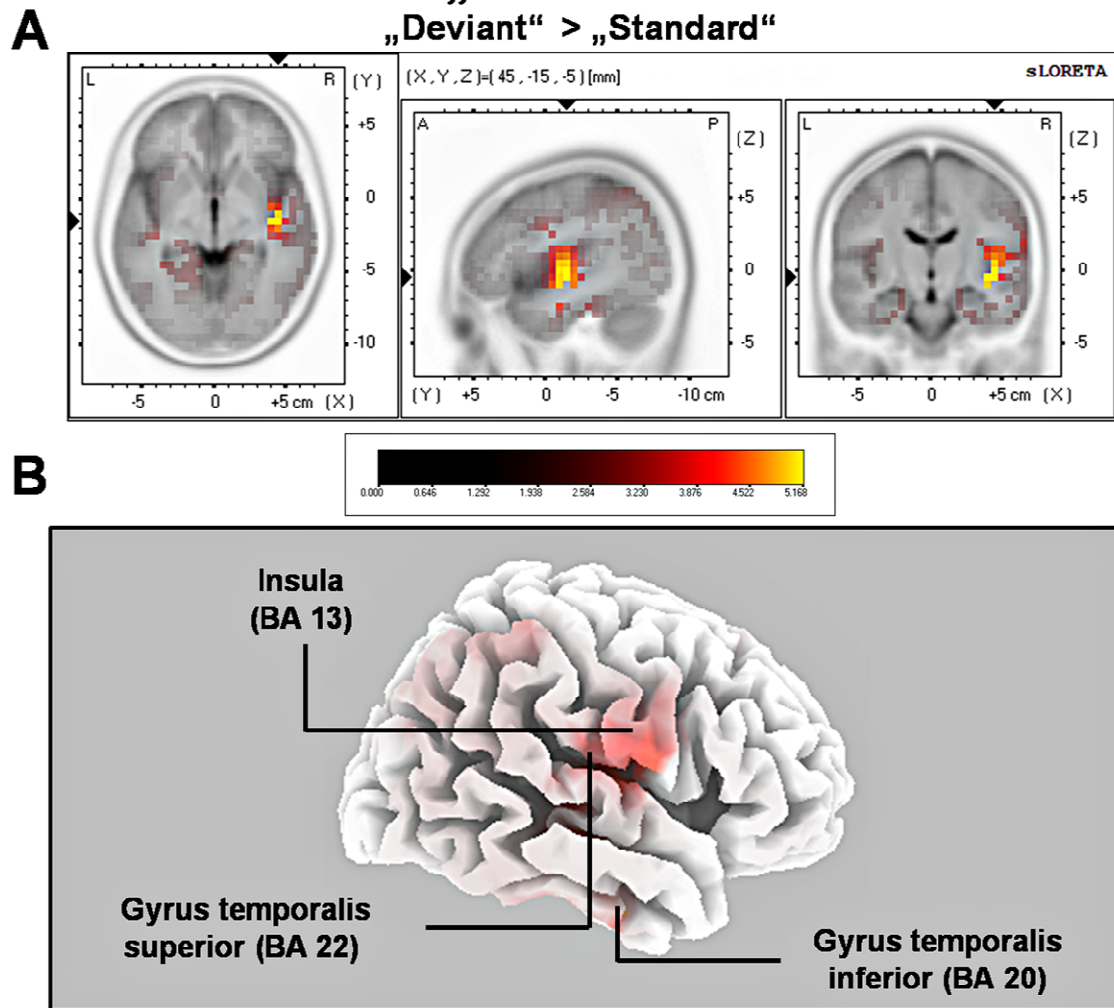 A
„Deviant“ > „Standard“
L R (Y)
(X, Y, Z)=( 45 , -15 , -5 ) [mm]
sLORETA
A P (Z)
L R (Z)
+5
0
-5
-10
-5 0 +5 cm (X)
+5
0
-5
(Y) +5 0 -5 -10 cm
+5
0
-5
-5 0 +5 cm (X)
B
0.000 0.646 1.292 1.938 2.584 3.230 3.876 4.522 5.168
Insula
(BA 13)
Gyrus temporalis
superior (BA 22)
Gyrus temporalis
inferior (BA 20)